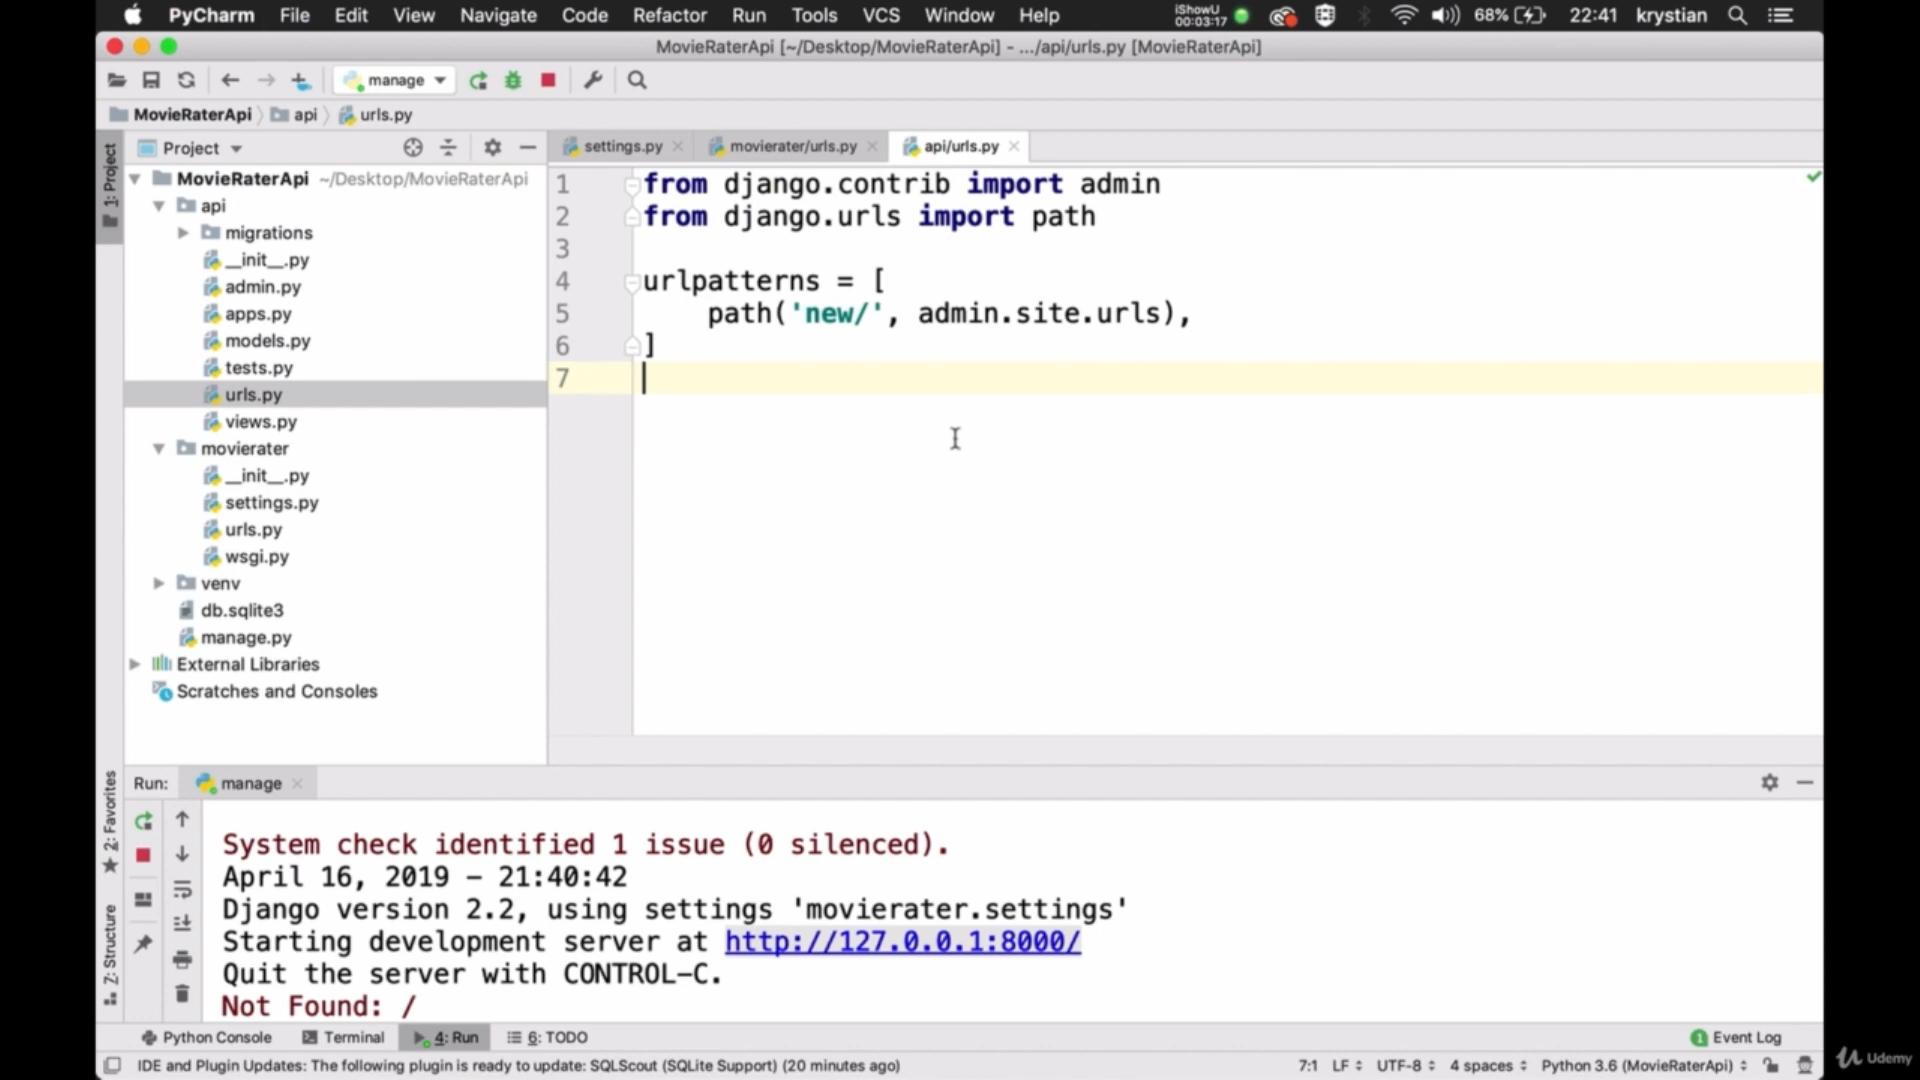 PyCharm File Edit View Navigate Code Refactor Run Tools VCS Window Help iShowU 00:03:17 68% 22:41 krystian
MovieRaterApi [~/Desktop/MovieRaterApi] - .../api/urls.py [MovieRaterApi]
manage
MovieRaterApi api urls.py
1: Project
Project
settings.py movierater/urls.py api/urls.py
MovieRaterApi ~/Desktop/MovieRaterApi
api
migrations
__init__.py
admin.py
apps.py
models.py
tests.py
urls.py
views.py
movierater
__init__.py
settings.py
urls.py
wsgi.py
venv
db.sqlite3
manage.py
External Libraries
Scratches and Consoles
1 from django.contrib import admin
2 from django.urls import path
3
4 urlpatterns = [
5 path('new/', admin.site.urls),
6 ]
7
2: Favorites
Z: Structure
Run: manage
System check identified 1 issue (0 silenced).
April 16, 2019 - 21:40:42
Django version 2.2, using settings 'movierater.settings'
Starting development server at http://127.0.0.1:8000/
Quit the server with CONTROL-C.
Not Found: /
Python Console Terminal 4: Run 6: TODO 1 Event Log
IDE and Plugin Updates: The following plugin is ready to update: SQLScout (SQLite Support) (20 minutes ago) 7:1 LF UTF-8 4 spaces Python 3.6 (MovieRaterApi)
Udemy